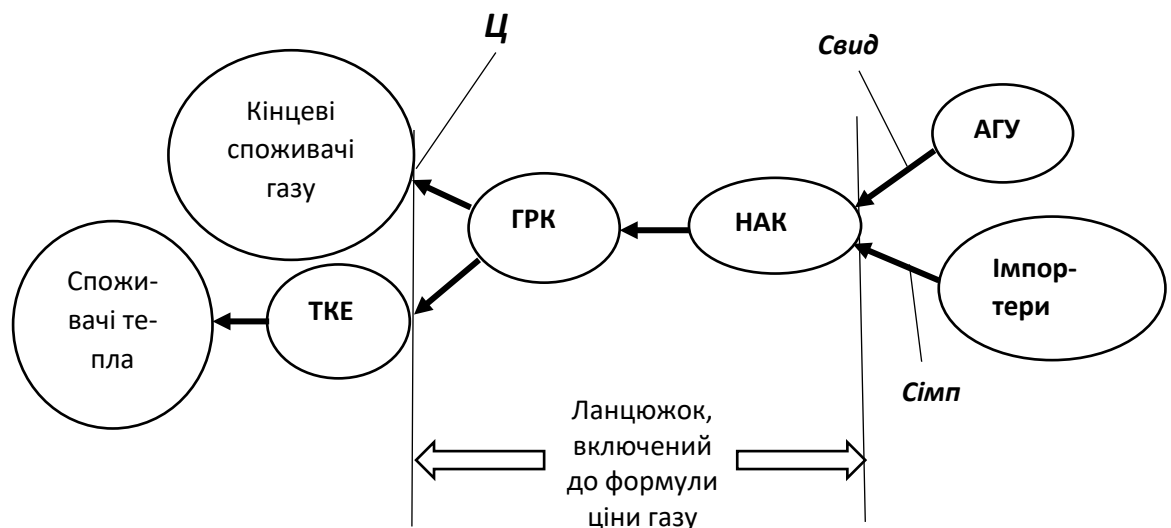 Ц
Свид
Кінцеві
споживачі
газу
АГУ
ГРК
НАК
Імпор-
тери
Спожи-
вачі те-
пла
ТКЕ
Сімп
Ланцюжок,
включений
до формули
ціни газу